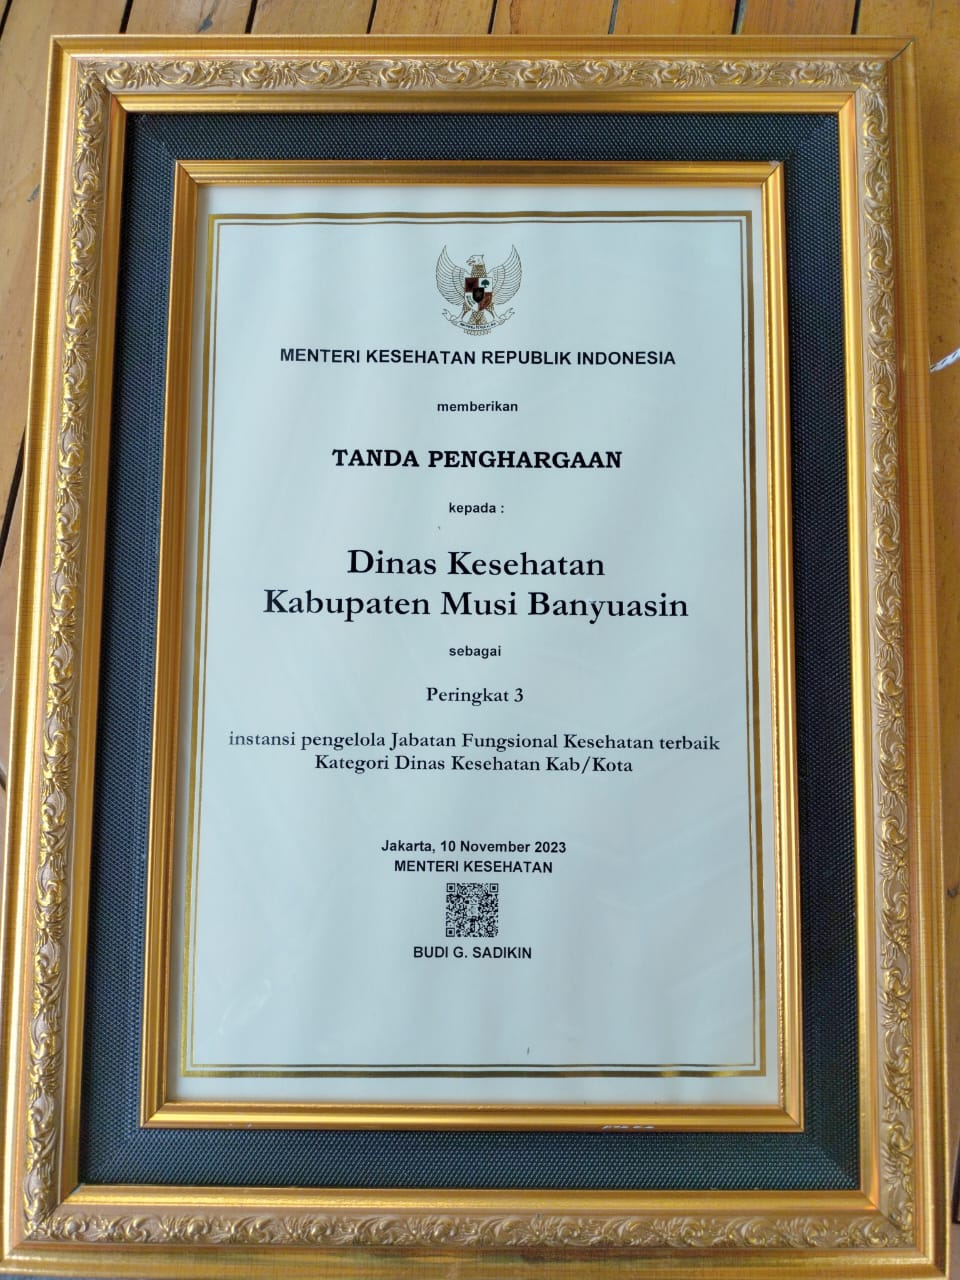 MENTERI KESEHATAN REPUBLIK INDONESIA
memberikan
TANDA PENGHARGAAN
kepada :
Dinas Kesehatan
Kabupaten Musi Banyuasin
sebagai
Peringkat 3
instansi pengelola Jabatan Fungsional Kesehatan terbaik
Kategori Dinas Kesehatan Kab/Kota
Jakarta, 10 November 2023
MENTERI KESEHATAN
BUDI G. SADIKIN